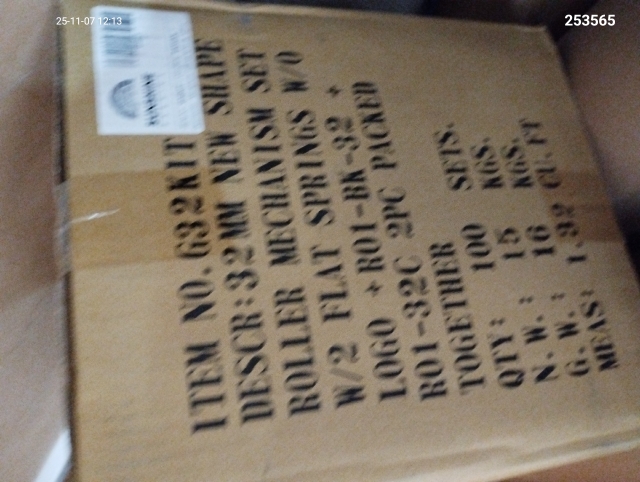 25-11-07 12:13
253565
ITEM NO.G32KIT
DESCR:32MM NEW SHAPE
ROLLER MECHANISM SET
W/2 FLAT SPRINGS W/O
LOGO +R01-BK-32 +
R01-32C 2PC PACKED
TOGETHER
QTY: 100 SETS.
N. W.: 15 KGS.
G. W.: 16 KGS.
MEAS: 1.32 CU.FT